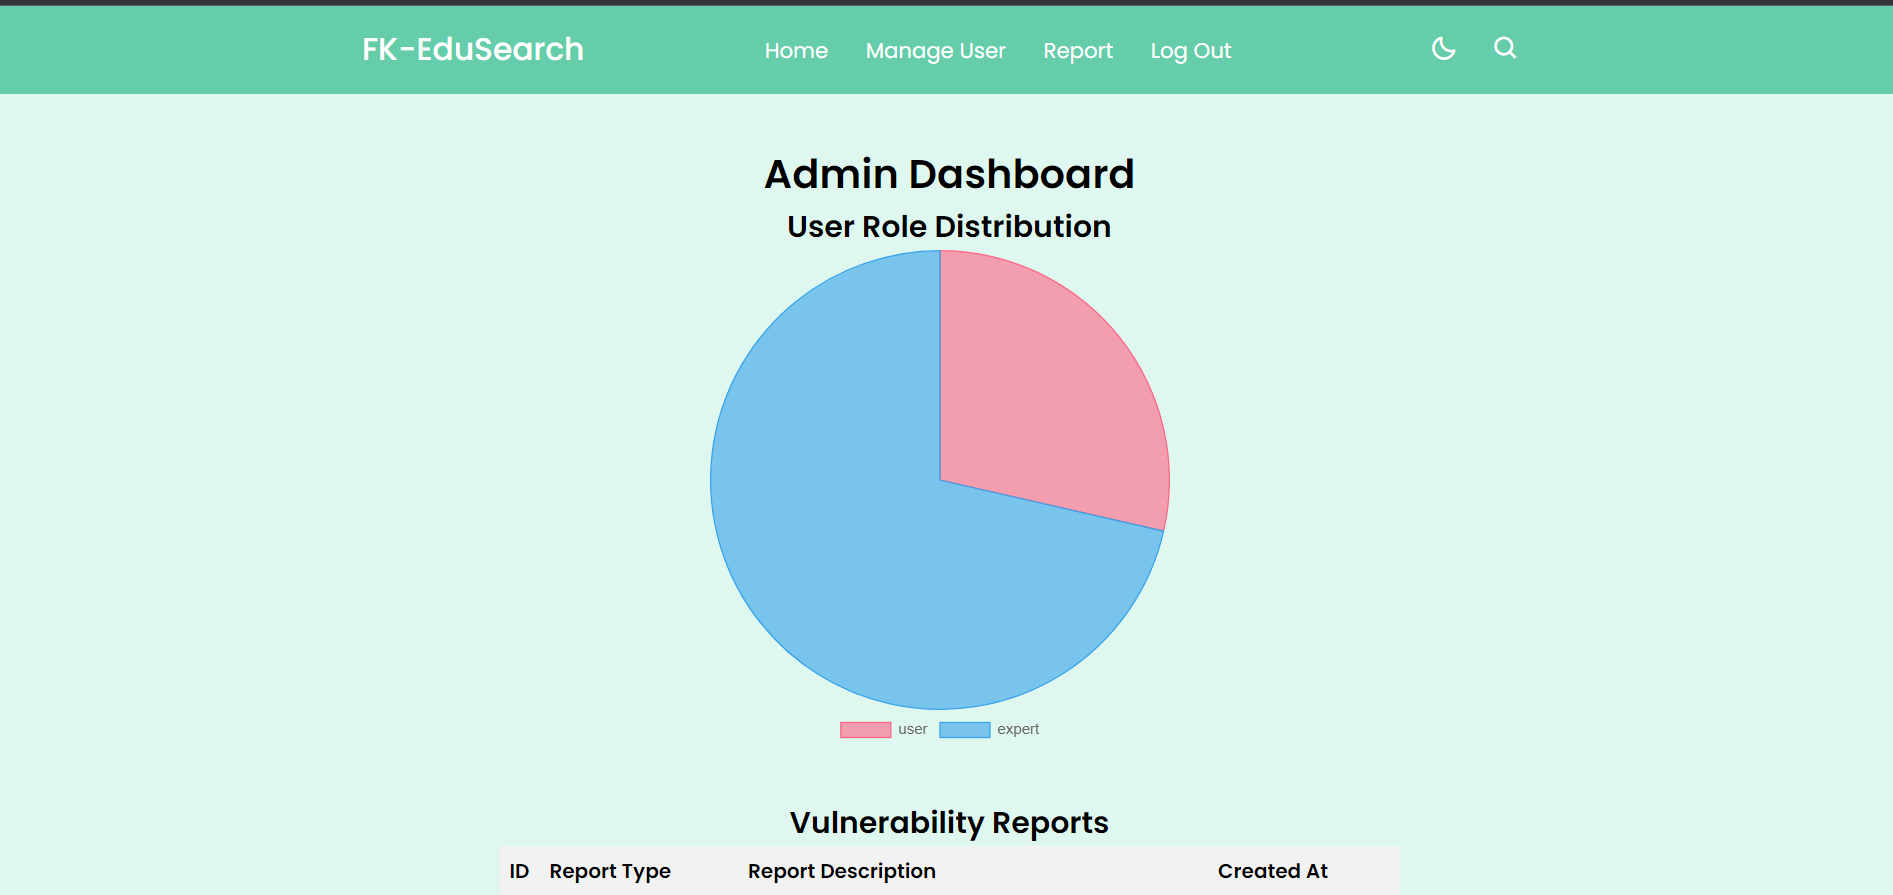 FK-EduSearch Home Manage User Report Log Out
Admin Dashboard
User Role Distribution
user expert
Vulnerability Reports
ID Report Type Report Description Created At